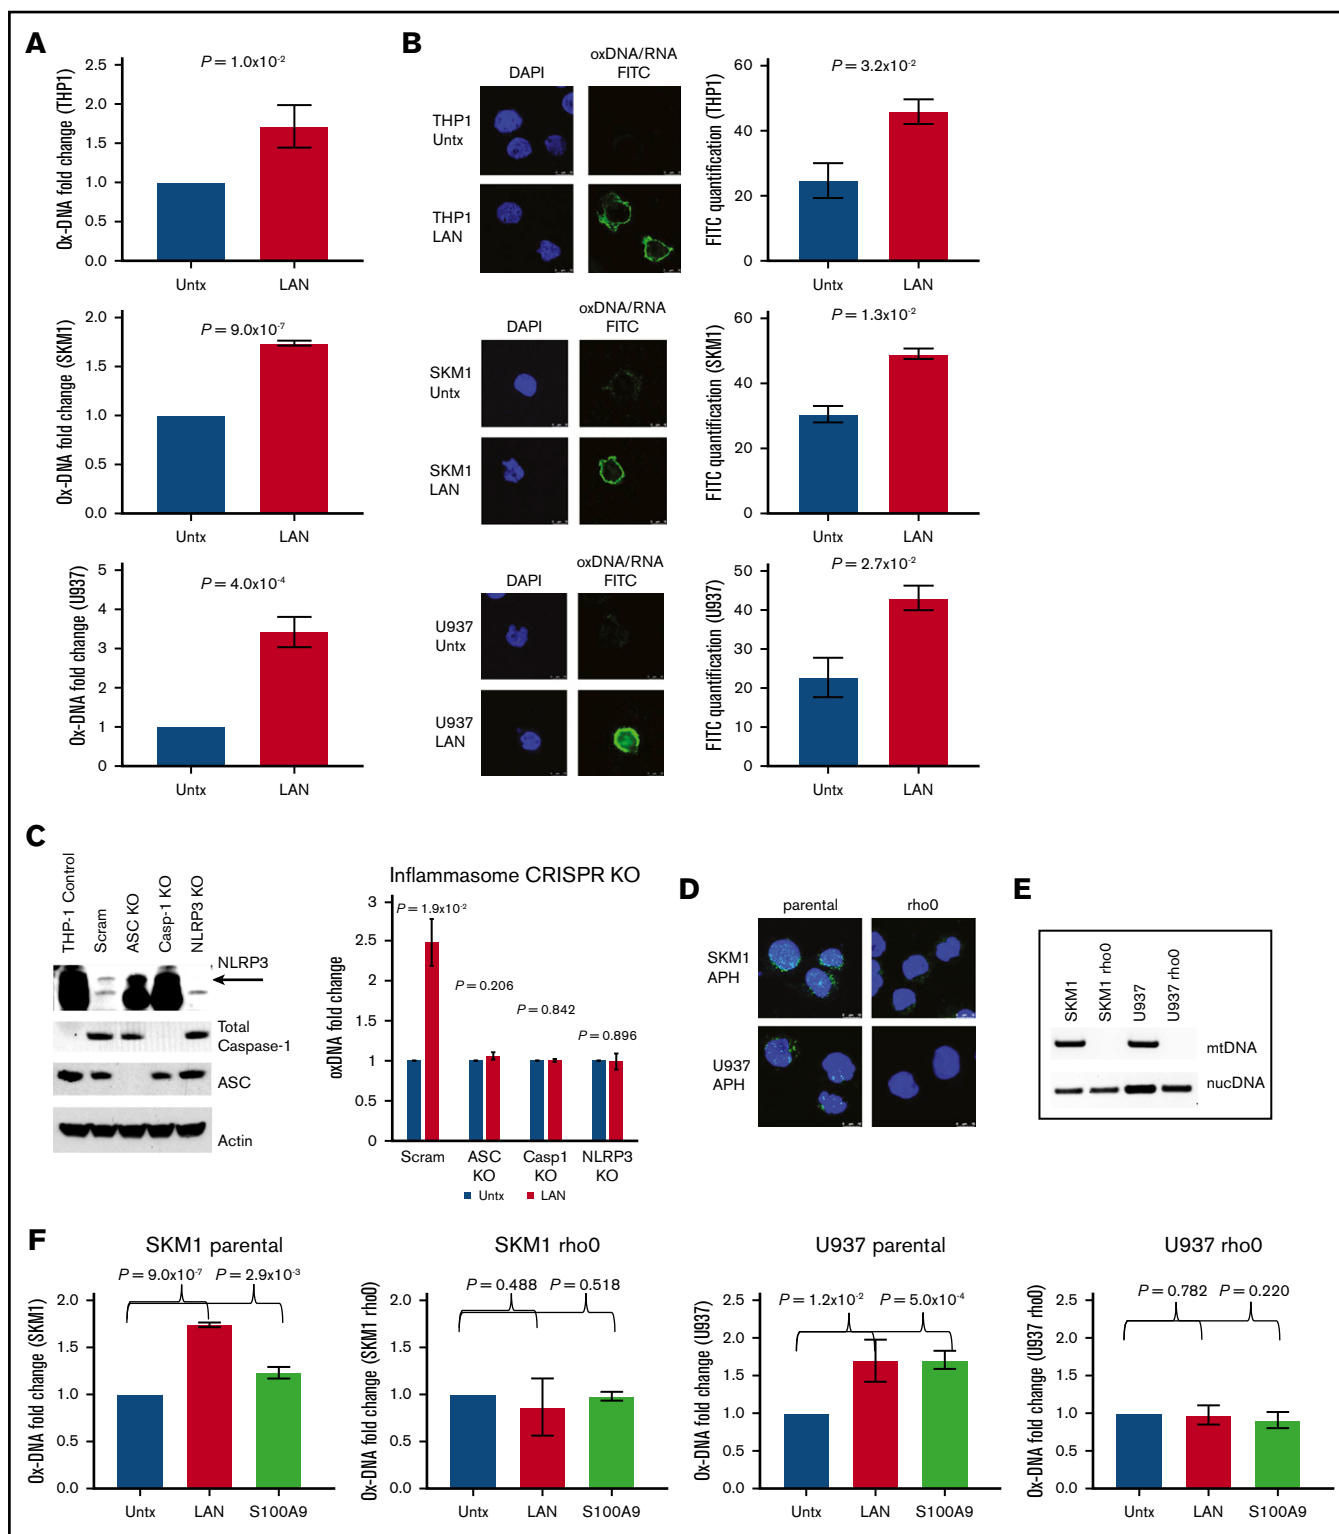 A
Ox-DNA fold change (THP1)
2.5
2.0
1.5
1.0
0.5
0.0
P = 1.0x10-2
Untx
LAN
Ox-DNA fold change (SKM1)
2.0
1.5
1.0
0.5
0.0
P = 9.0x10-7
Untx
LAN
Ox-DNA fold change (U937)
5
4
3
2
1
0
P = 4.0x10-4
Untx
LAN
B
DAPI
oxDNA/RNA
FITC
THP1
Untx
THP1
LAN
FITC quantification (THP1)
60
40
20
0
P = 3.2x10-2
Untx
LAN
DAPI
oxDNA/RNA
FITC
SKM1
Untx
SKM1
LAN
FITC quantification (SKM1)
60
40
20
0
P = 1.3x10-2
Untx
LAN
DAPI
oxDNA/RNA
FITC
U937
Untx
U937
LAN
FITC quantification (U937)
50
40
30
20
10
0
P = 2.7x10-2
Untx
LAN
C
THP-1 Control
Scram
ASC KO
Casp-1 KO
NLRP3 KO
NLRP3
Total
Caspase-1
ASC
Actin
Inflammasome CRISPR KO
oxDNA fold change
3
2.5
2
1.5
1
0.5
0
P = 1.9x10-2
P = 0.206
P = 0.842
P = 0.896
Scram
ASC
KO
Casp1
KO
NLRP3
KO
Untx
LAN
D
parental
rho0
SKM1
APH
U937
APH
E
SKM1
SKM1 rho0
U937
U937 rho0
mtDNA
nucDNA
F
SKM1 parental
Ox-DNA fold change (SKM1)
2.0
1.5
1.0
0.5
0.0
P = 9.0x10-7
P = 2.9x10-3
Untx
LAN
S100A9
SKM1 rho0
Ox-DNA fold change (SKM1 rho0)
2.0
1.5
1.0
0.5
0.0
P = 0.488
P = 0.518
Untx
LAN
S100A9
U937 parental
Ox-DNA fold change (U937)
2.5
2.0
1.5
1.0
0.5
0.0
P = 1.2x10-2
P = 5.0x10-4
Untx
LAN
S100A9
U937 rho0
Ox-DNA fold change (U937 rho0)
2.5
2.0
1.5
1.0
0.5
0.0
P = 0.782
P = 0.220
Untx
LAN
S100A9